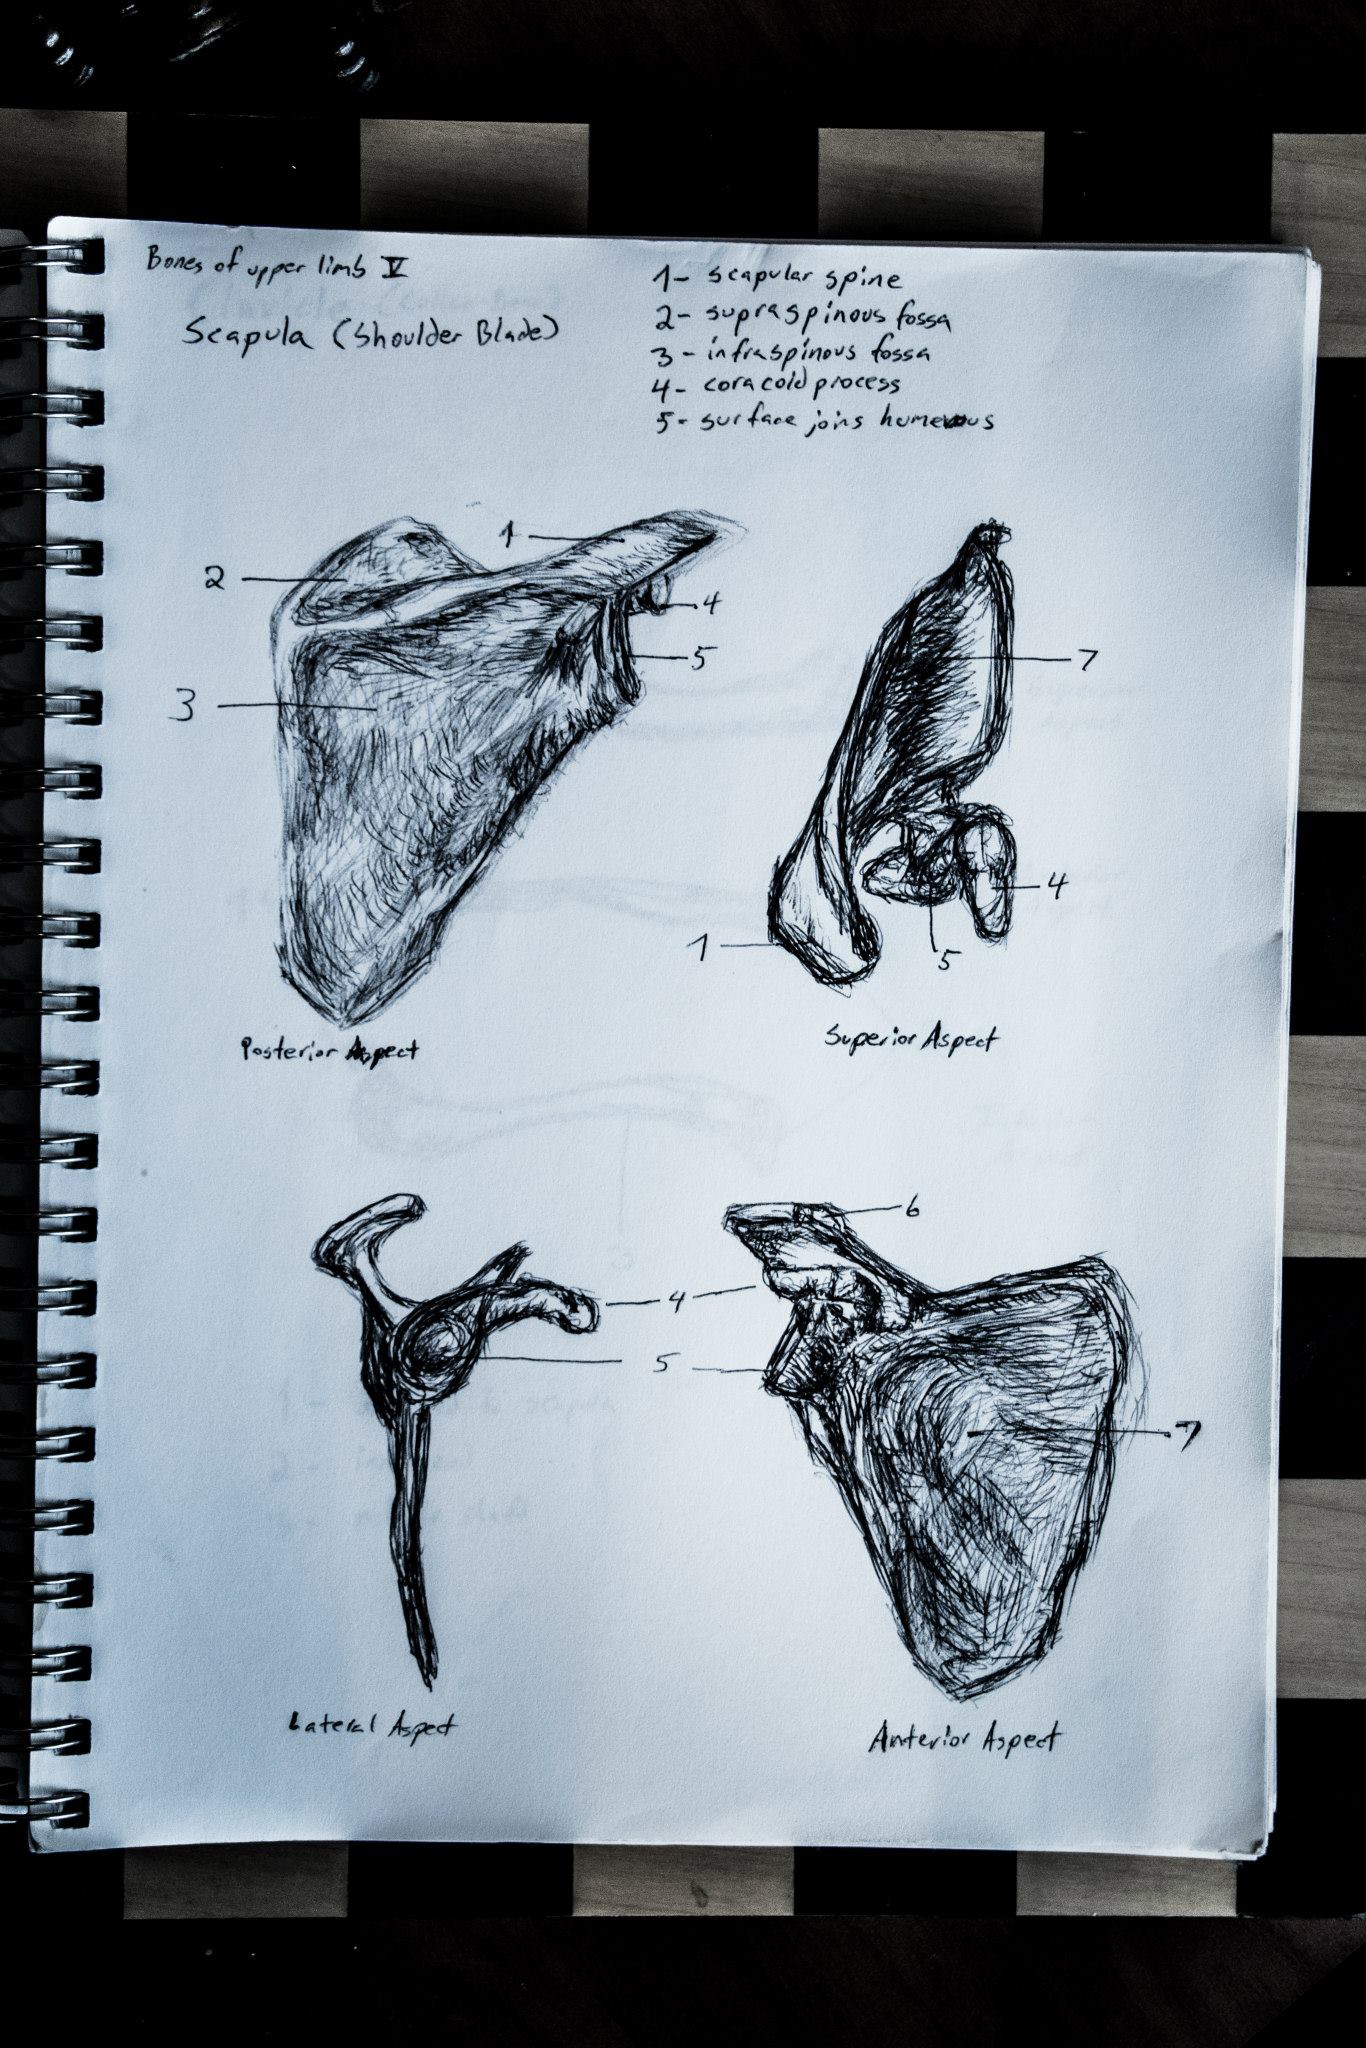 Bones of upper limb V
Scapula (Shoulder Blade)
1- scapular spine
2- supraspinous fossa
3- infraspinous fossa
4- coracoid process
5- surface joins humerous
1
2
4
5
3
7
4
1
5
Posterior Aspect
Superior Aspect
6
4
5
7
Lateral Aspect
Anterior Aspect